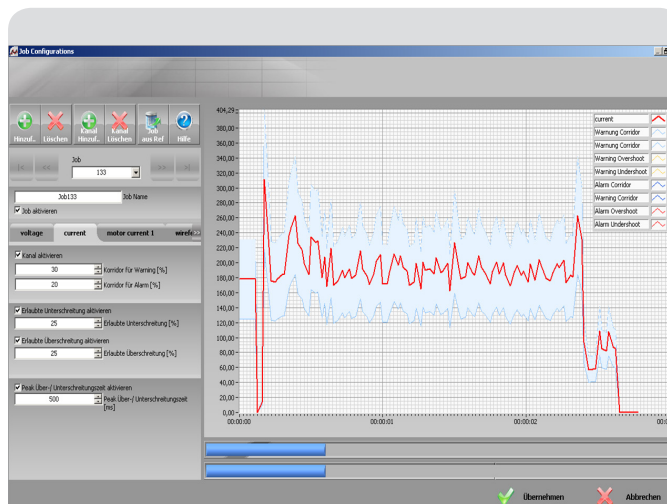 Job Configurations
Hinzuf..
Löschen
Kanal
Hinzuf..
Kanal
Löschen
Job
aus Ref
Hilfe
Job
|<
<<
133
>>
>|
Job133
Job Name
Job aktivieren
voltage
current
motor current 1
Kanal aktivieren
30
Korridor für Warning [%]
20
Korridor für Alarm [%]
Erlaubte Unterschreitung aktivieren
25
Erlaubte Unterschreitung [%]
Erlaubte Überschreitung aktivieren
25
Erlaubte Überschreitung [%]
Peak Über-/ Unterschreitungszeit aktivieren
500
Peak Über-/ Unterschreitungszeit
[ms]
404,29
380,00
360,00
340,00
320,00
300,00
280,00
260,00
240,00
220,00
200,00
180,00
160,00
140,00
120,00
100,00
80,00
60,00
40,00
20,00
0,00
00:00:00
00:00:01
00:00:02
current
Warnung Corridor
Warnung Corridor
Warning Overshoot
Warning Undershoot
Alarm Corridor
Warning Corridor
Alarm Overshoot
Alarm Undershoot
Übernehmen
Abbrechen